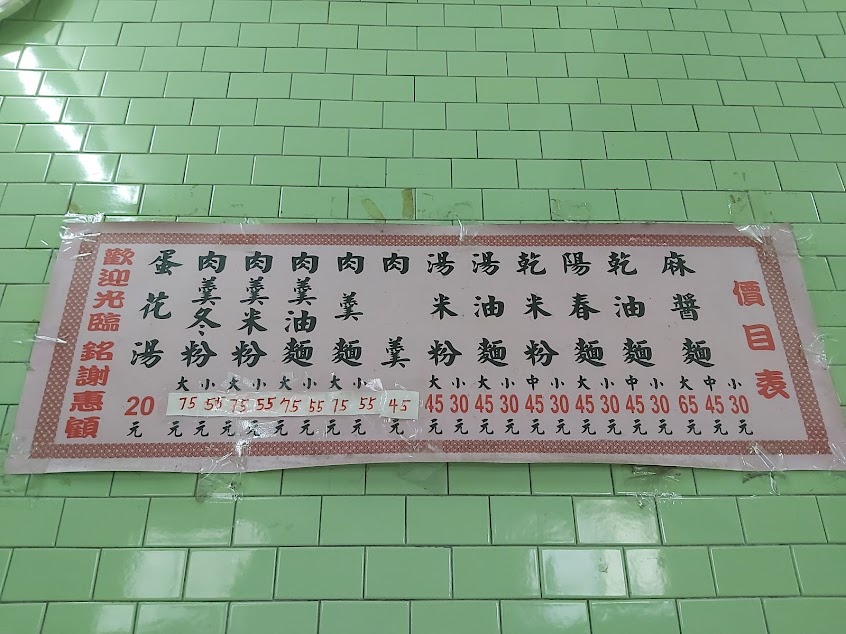 價目表
麻醬麵
大 中 小
65 45 30
元 元 元
乾油麵
中 小
45 30
元 元
陽春麵
大 小
45 30
元 元
乾米粉
中 小
45 30
元 元
湯油麵
大 小
45 30
元 元
湯米粉
大 小
45 30
元 元
肉羹
45
元
肉羹麵
大 小
75 55
元 元
肉羹油麵
大 小
75 55
元 元
肉羹米粉
大 小
75 55
元 元
肉羹冬粉
大 小
75 55
元 元
蛋花湯
20
元
歡迎光臨 銘謝惠顧